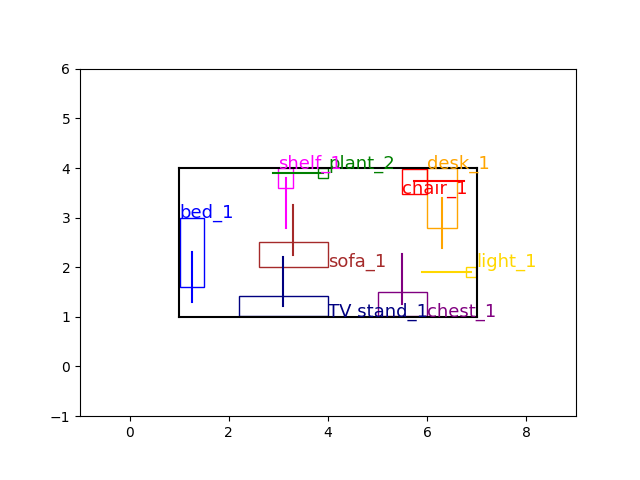 6
5
4
3
2
1
0
−1
0
2
4
6
8
shelf_1
plant_2
desk_1
chair_1
bed_1
sofa_1
light_1
TV stand_1
chest_1